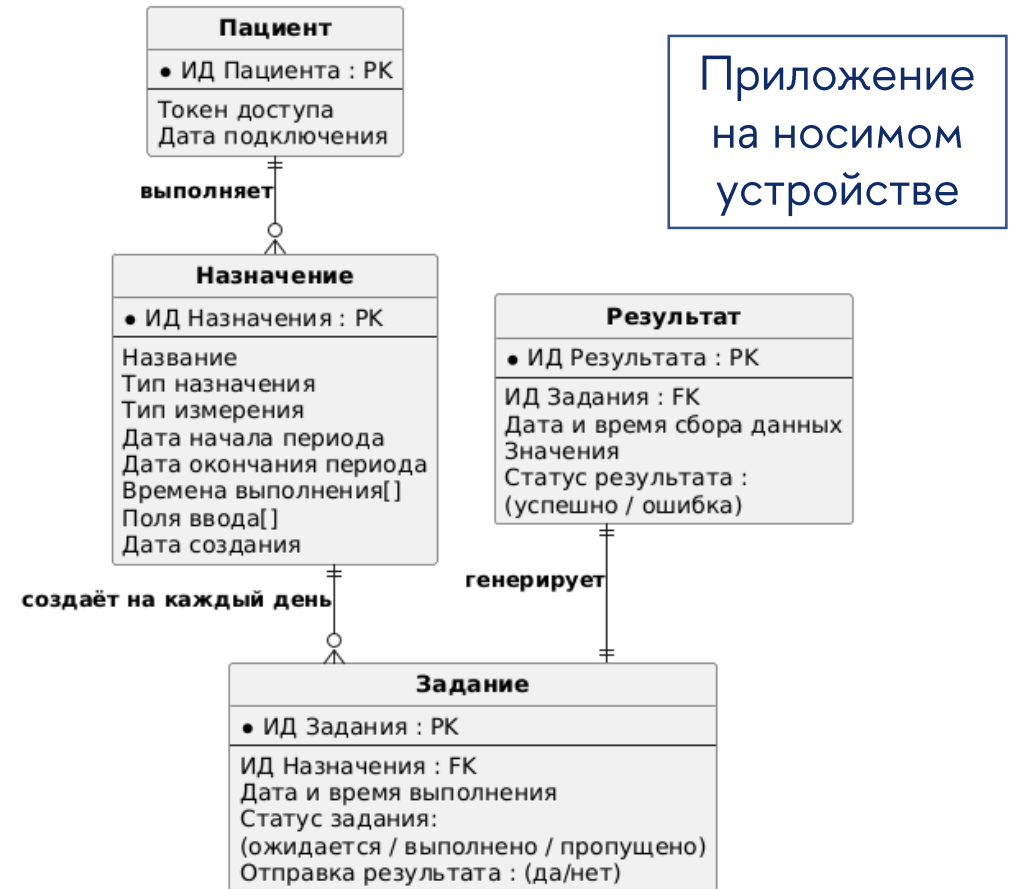 Пациент
• ИД Пациента : PK
Токен доступа
Дата подключения
Приложение
на носимом
устройстве
выполняет
Назначение
• ИД Назначения : PK
Название
Тип назначения
Тип измерения
Дата начала периода
Дата окончания периода
Времена выполнения[]
Поля ввода[]
Дата создания
Результат
• ИД Результата : PK
ИД Задания : FK
Дата и время сбора данных
Значения
Статус результата :
(успешно / ошибка)
создаёт на каждый день
генерирует
Задание
• ИД Задания : PK
ИД Назначения : FK
Дата и время выполнения
Статус задания:
(ожидается / выполнено / пропущено)
Отправка результата : (да/нет)